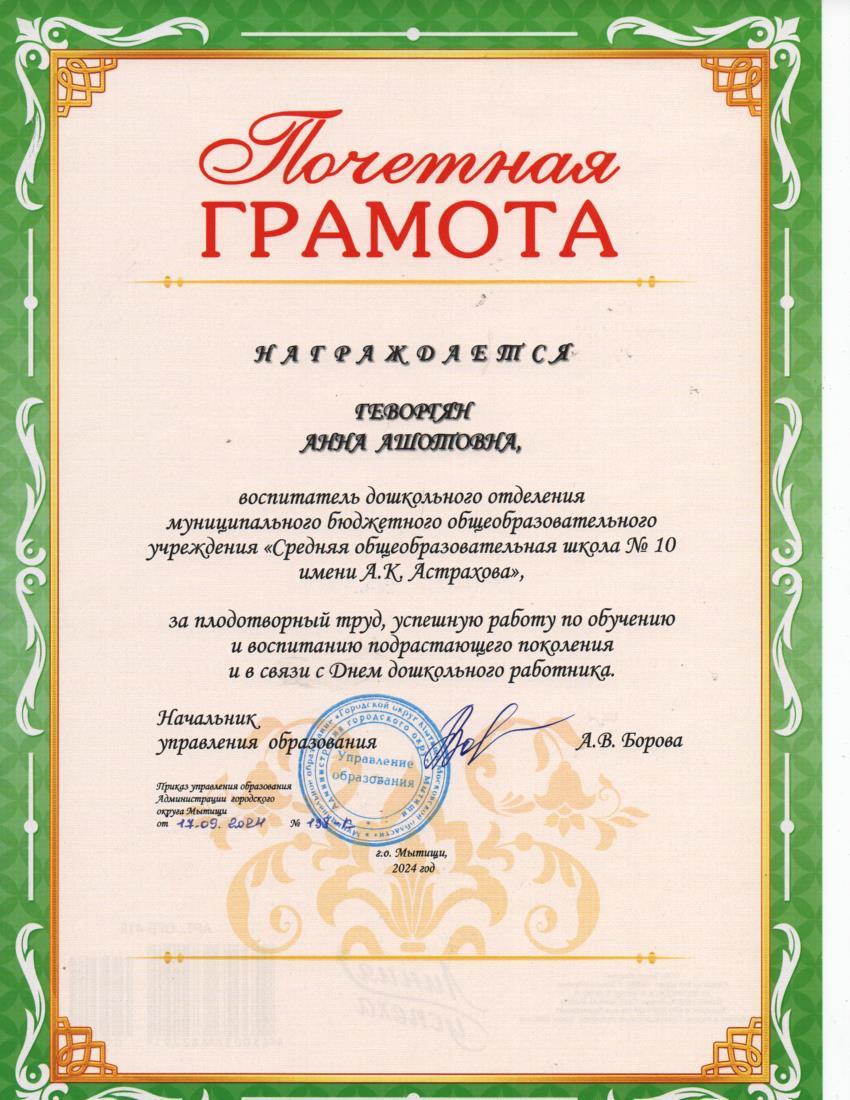 Почетная
ГРАМОТА
НАГРАЖДАЕТСЯ
ГЕВОРГЯН
АННА АШОТОВНА,
воспитатель дошкольного отделения
муниципального бюджетного общеобразовательного
учреждения «Средняя общеобразовательная школа № 10
имени А.К. Астрахова»,
за плодотворный труд, успешную работу по обучению
и воспитанию подрастающего поколения
и в связи с Днем дошкольного работника.
Начальник
управления образования
А.В. Борова
Управление
образования
Приказ управления образования
Администрации городского
округа Мытищи
от 17.09.2024 № 198
г.о. Мытищи,
2024 год